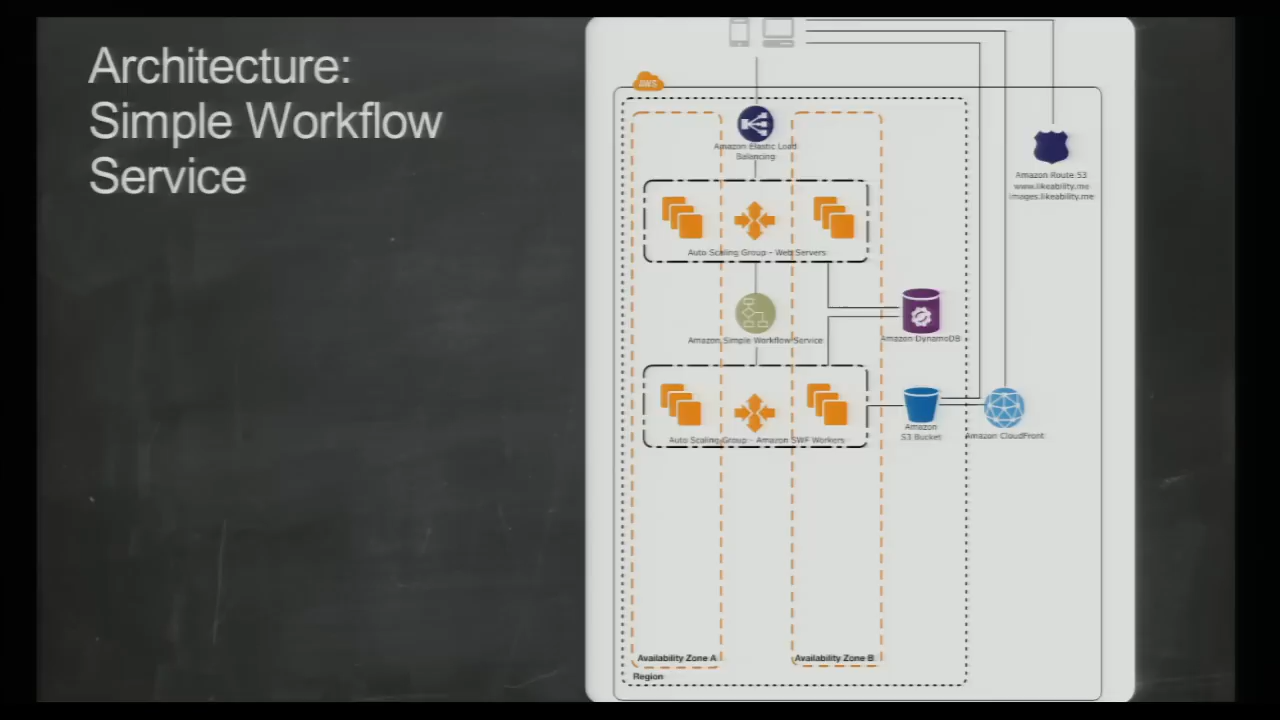 Architecture:
Simple Workflow
Service
AWS
Amazon Elastic Load
Balancing
Amazon Route 53
www.likeability.me
images.likeability.me
Auto Scaling Group - Web Servers
Amazon Simple Workflow Service
Amazon DynamoDB
Amazon
S3 Bucket
Amazon CloudFront
Auto Scaling Group - Amazon SWF Workers
Availability Zone A
Availability Zone B
Region